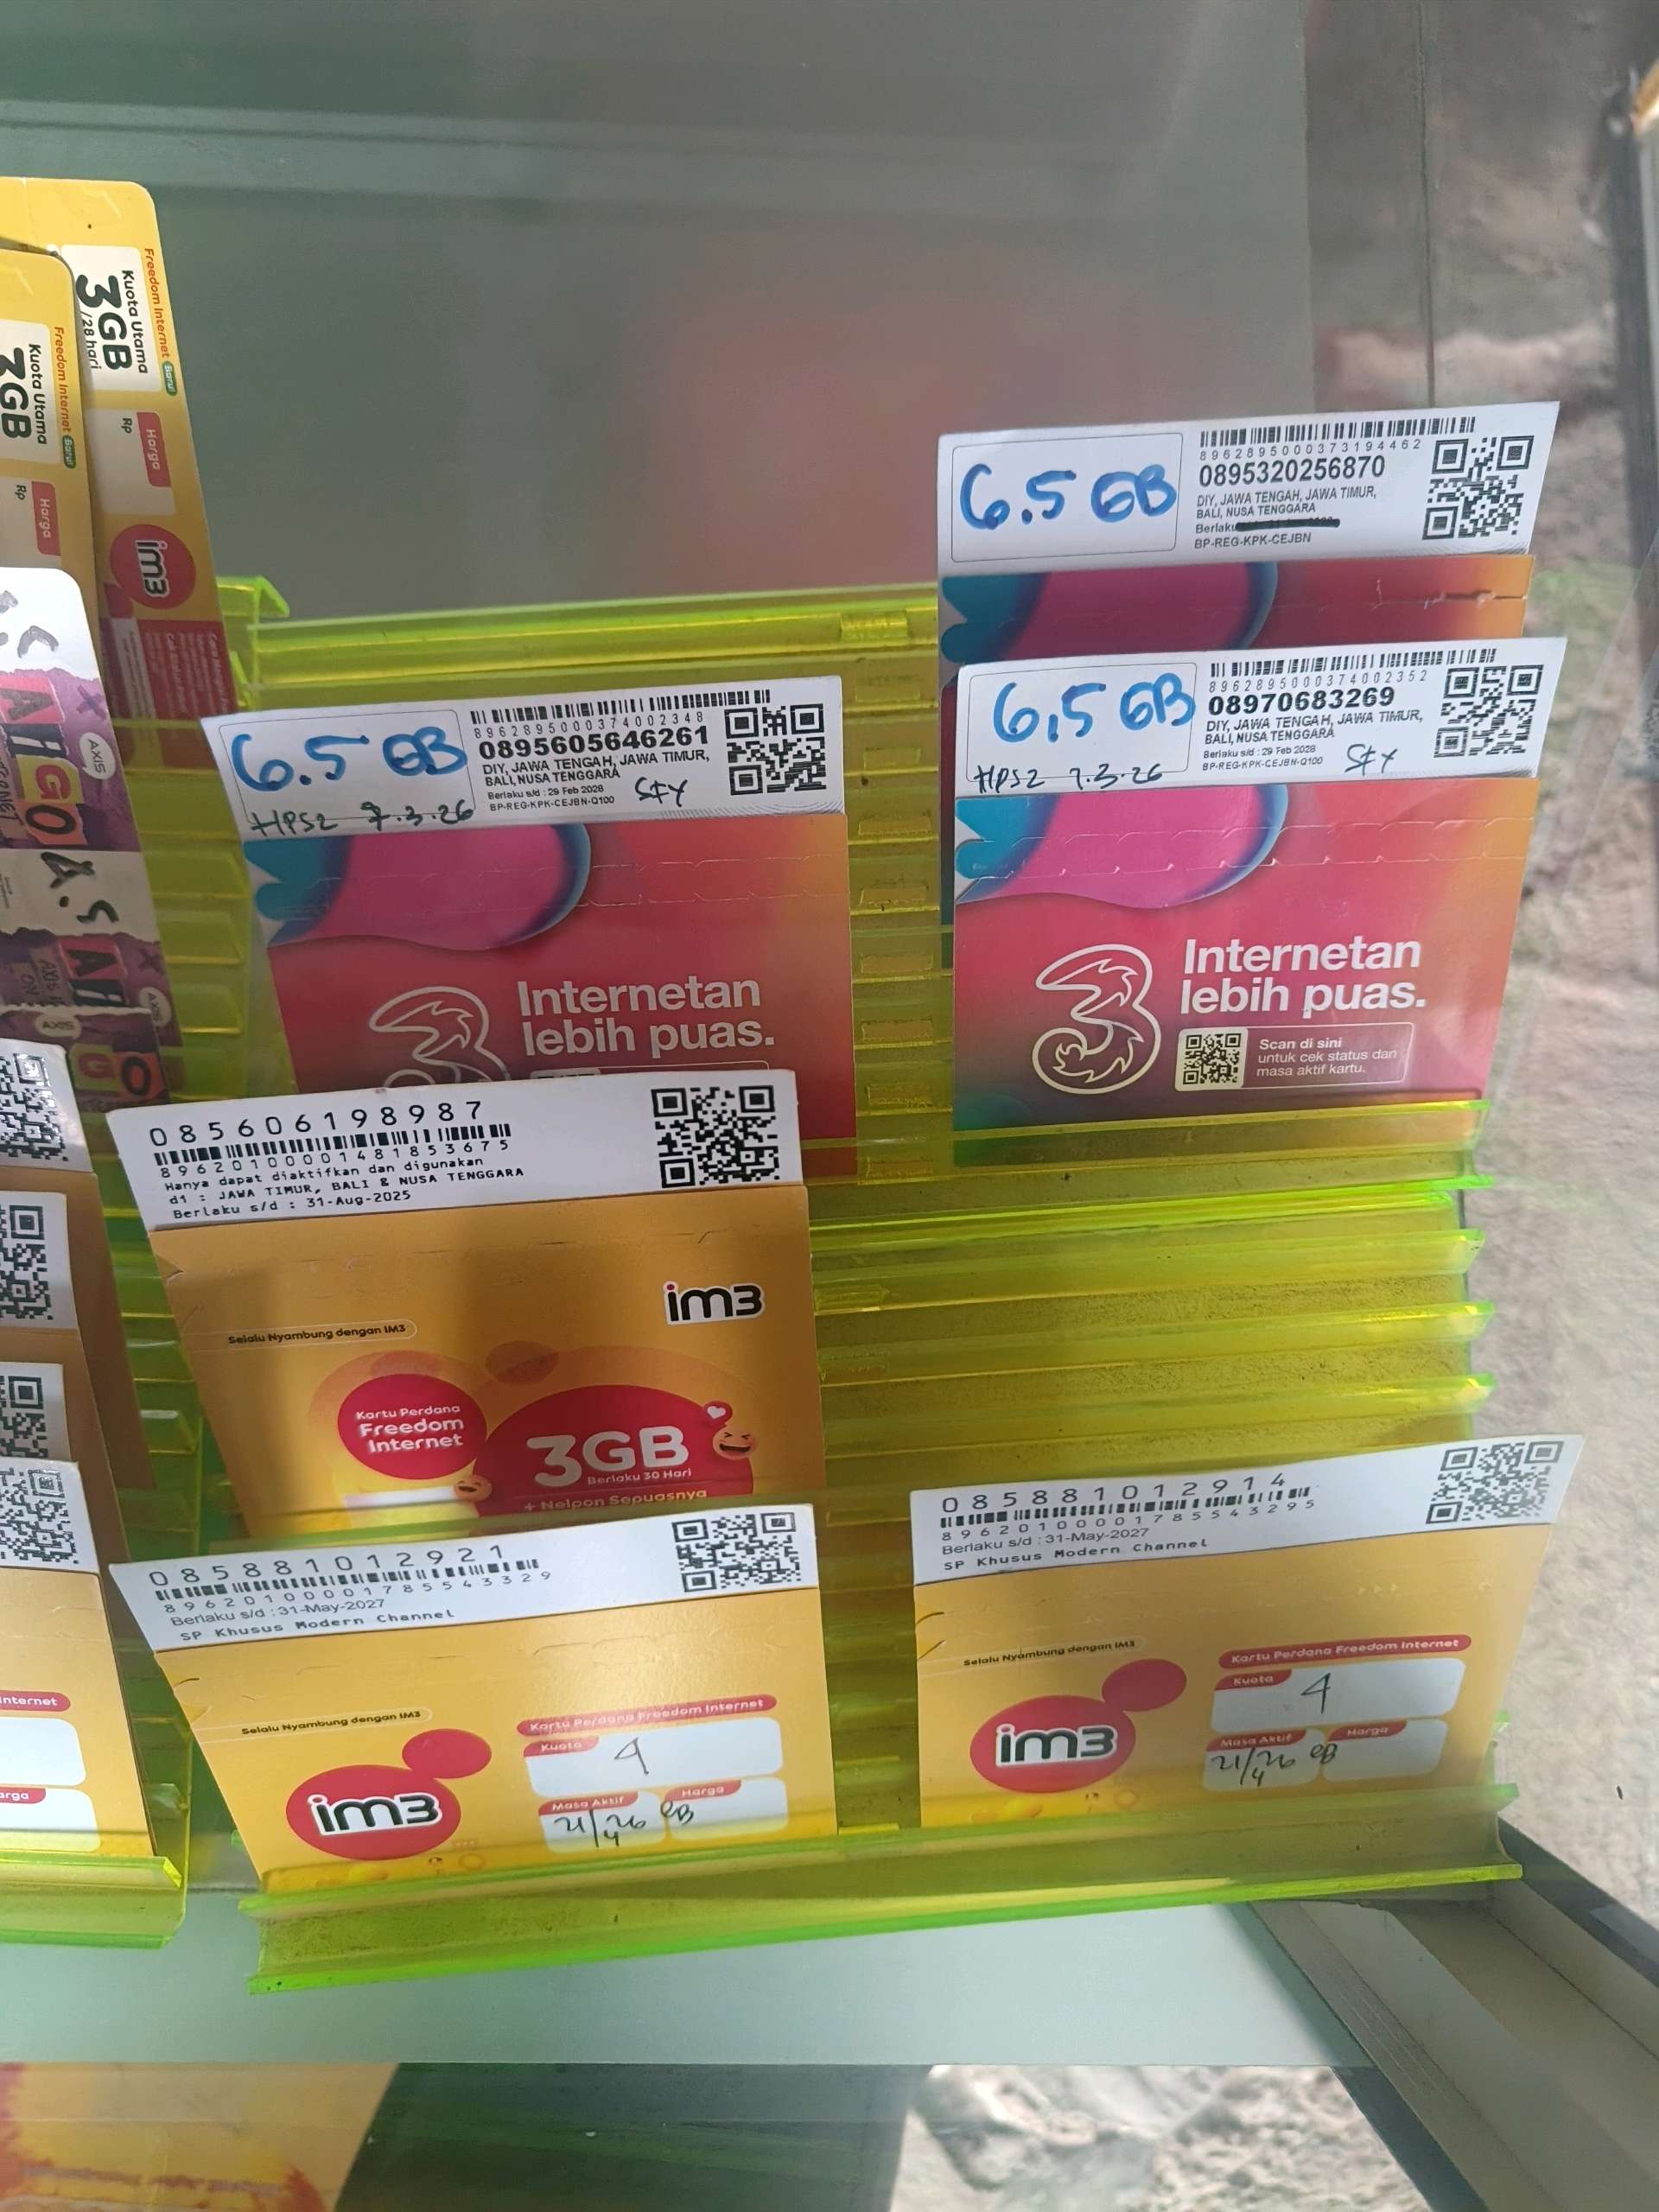 Freedom Internet Baru!
Kuota Utama
3GB
/28 hari
Harga
Rp
im3
Freedom Internet Baru!
Kuota Utama
3GB
Harga
Rp
AXIS
AXIS
6.5 GB
8962895000373194462
0895320256870
DIY, JAWA TENGAH, JAWA TIMUR,
BALI, NUSA TENGGARA
Berlaku
BP-REG-KPK-CEJBN
6.5 GB
8962895000374002348
0895605646261
DIY, JAWA TENGAH, JAWA TIMUR,
BALI, NUSA TENGGARA
Berlaku s/d : 29 Feb 2028
BP-REG-KPK-CEJBN-Q100
HPS2 7.3.26
Internetan
lebih puas.
6,5 GB
8962895000374002352
08970683269
DIY, JAWA TENGAH, JAWA TIMUR,
BALI, NUSA TENGGARA
Berlaku s/d : 29 Feb 2028
BP-REG-KPK-CEJBN-Q100
HPS2 7.3.26
3
Internetan
lebih puas.
Scan di sini
untuk cek status dan
masa aktif kartu.
085606198987
89620100001481853675
Hanya dapat diaktifkan dan digunakan
di : JAWA TIMUR, BALI & NUSA TENGGARA
Berlaku s/d : 31-Aug-2025
im3
Selalu Nyambung dengan IM3
Kartu Perdana
Freedom
Internet
3GB
Berlaku 30 Hari
+ Nelpon Sepuasnya
085881012921
89620100001785543329
Berlaku s/d : 31-May-2027
SP Khusus Modern Channel
Selalu Nyambung dengan IM3
im3
Kartu Perdana Freedom Internet
Kuota
4
Masa Aktif
Harga
085881012914
89620100001785543295
Berlaku s/d : 31-May-2027
SP Khusus Modern Channel
Selalu Nyambung dengan IM3
im3
Kartu Perdana Freedom Internet
Kuota
4
Masa Aktif
Harga